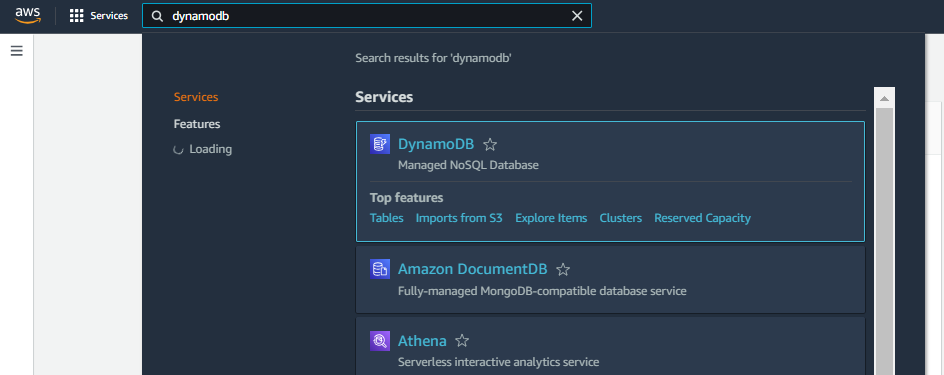 aws
Services
dynamodb
Search results for 'dynamodb'
Services
Features
Loading
Services
DynamoDB
Managed NoSQL Database
Top features
Tables Imports from S3 Explore Items Clusters Reserved Capacity
Amazon DocumentDB
Fully-managed MongoDB-compatible database service
Athena
Serverless interactive analytics service